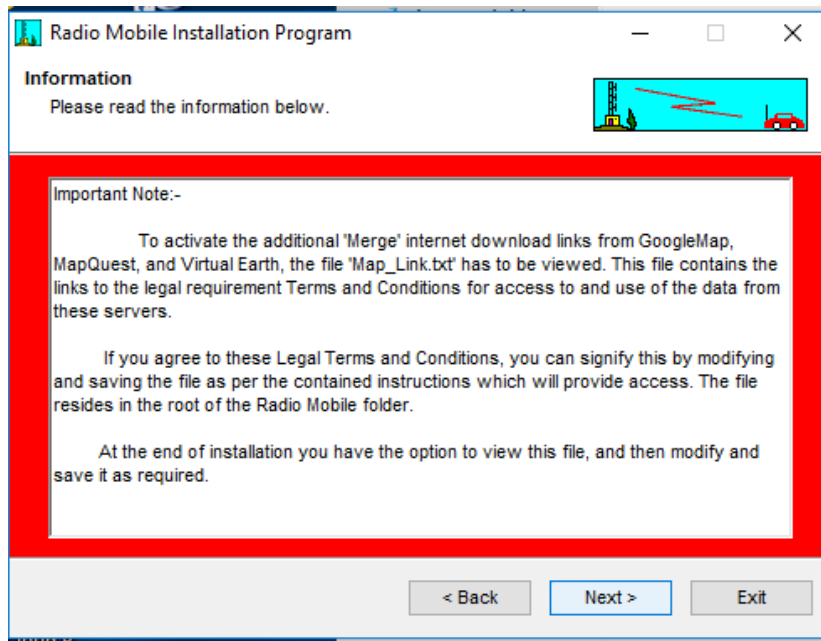 Radio Mobile Installation Program
Information
Please read the information below.
Important Note:-
To activate the additional 'Merge' internet download links from GoogleMap,
MapQuest, and Virtual Earth, the file 'Map_Link.txt' has to be viewed. This file contains the
links to the legal requirement Terms and Conditions for access to and use of the data from
these servers.
If you agree to these Legal Terms and Conditions, you can signify this by modifying
and saving the file as per the contained instructions which will provide access. The file
resides in the root of the Radio Mobile folder.
At the end of installation you have the option to view this file, and then modify and
save it as required.
< Back
Next >
Exit